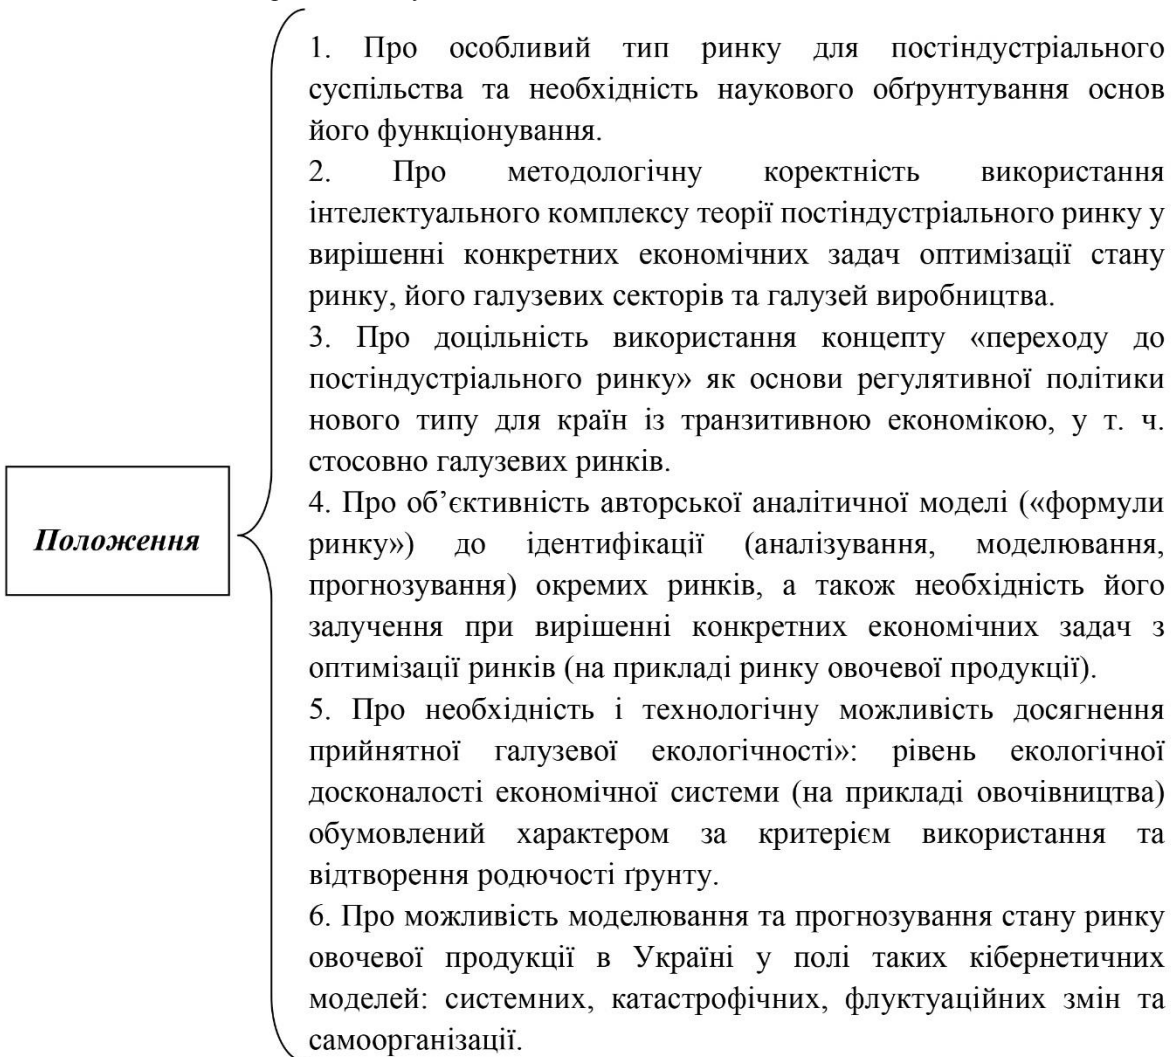 1. Про особливий тип ринку для постіндустріального
суспільства та необхідність наукового обґрунтування основ
його функціонування.
2. Про методологічну коректність використання
інтелектуального комплексу теорії постіндустріального ринку у
вирішенні конкретних економічних задач оптимізації стану
ринку, його галузевих секторів та галузей виробництва.
3. Про доцільність використання концепту «переходу до
постіндустріального ринку» як основи регулятивної політики
нового типу для країн із транзитивною економікою, у т. ч.
стосовно галузевих ринків.
Положення
4. Про об’єктивність авторської аналітичної моделі («формули
ринку») до ідентифікації (аналізування, моделювання,
прогнозування) окремих ринків, а також необхідність його
залучення при вирішенні конкретних економічних задач з
оптимізації ринків (на прикладі ринку овочевої продукції).
5. Про необхідність і технологічну можливість досягнення
прийнятної галузевої екологічності»: рівень екологічної
досконалості економічної системи (на прикладі овочівництва)
обумовлений характером за критерієм використання та
відтворення родючості ґрунту.
6. Про можливість моделювання та прогнозування стану ринку
овочевої продукції в Україні у полі таких кібернетичних
моделей: системних, катастрофічних, флуктуаційних змін та
самоорганізації.